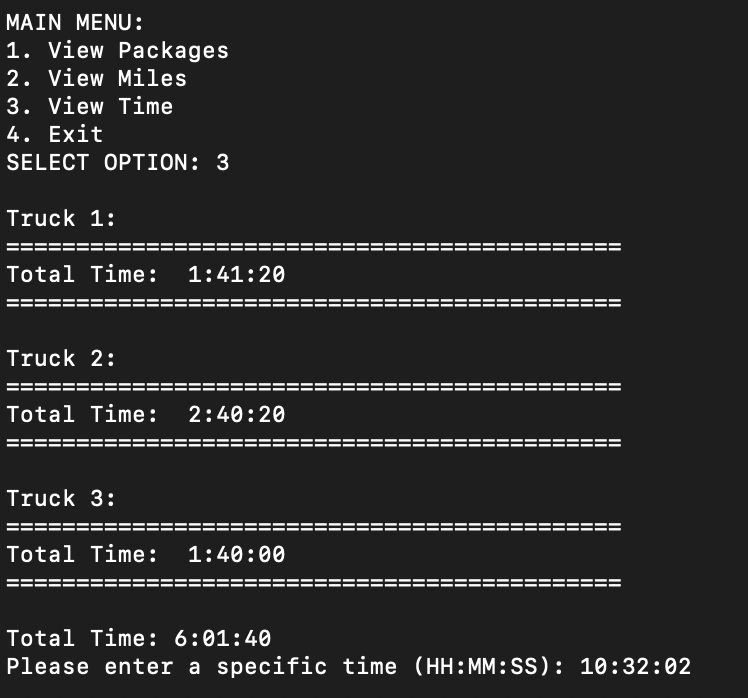 MAIN MENU:
1. View Packages
2. View Miles
3. View Time
4. Exit
SELECT OPTION: 3
Truck 1:
============================================
Total Time:  1:41:20
============================================
Truck 2:
============================================
Total Time:  2:40:20
============================================
Truck 3:
============================================
Total Time:  1:40:00
============================================
Total Time: 6:01:40
Please enter a specific time (HH:MM:SS): 10:32:02